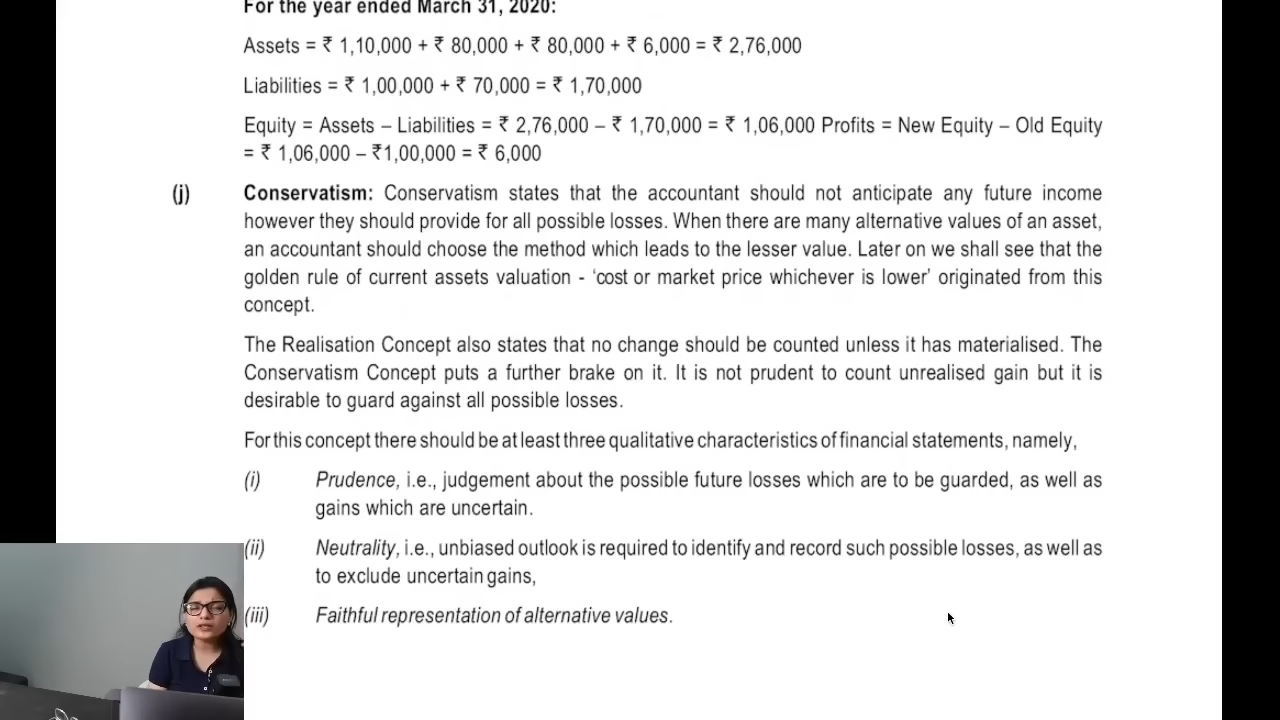 For the year ended March 31, 2020:
Assets = ₹ 1,10,000 + ₹ 80,000 + ₹ 80,000 + ₹ 6,000 = ₹ 2,76,000
Liabilities = ₹ 1,00,000 + ₹ 70,000 = ₹ 1,70,000
Equity = Assets – Liabilities = ₹ 2,76,000 – ₹ 1,70,000 = ₹ 1,06,000 Profits = New Equity – Old Equity
= ₹ 1,06,000 – ₹1,00,000 = ₹ 6,000
(j) Conservatism: Conservatism states that the accountant should not anticipate any future income
however they should provide for all possible losses. When there are many alternative values of an asset,
an accountant should choose the method which leads to the lesser value. Later on we shall see that the
golden rule of current assets valuation - ‘cost or market price whichever is lower’ originated from this
concept.
The Realisation Concept also states that no change should be counted unless it has materialised. The
Conservatism Concept puts a further brake on it. It is not prudent to count unrealised gain but it is
desirable to guard against all possible losses.
For this concept there should be at least three qualitative characteristics of financial statements, namely,
(i) Prudence, i.e., judgement about the possible future losses which are to be guarded, as well as
gains which are uncertain.
(ii) Neutrality, i.e., unbiased outlook is required to identify and record such possible losses, as well as
to exclude uncertain gains,
(iii) Faithful representation of alternative values.